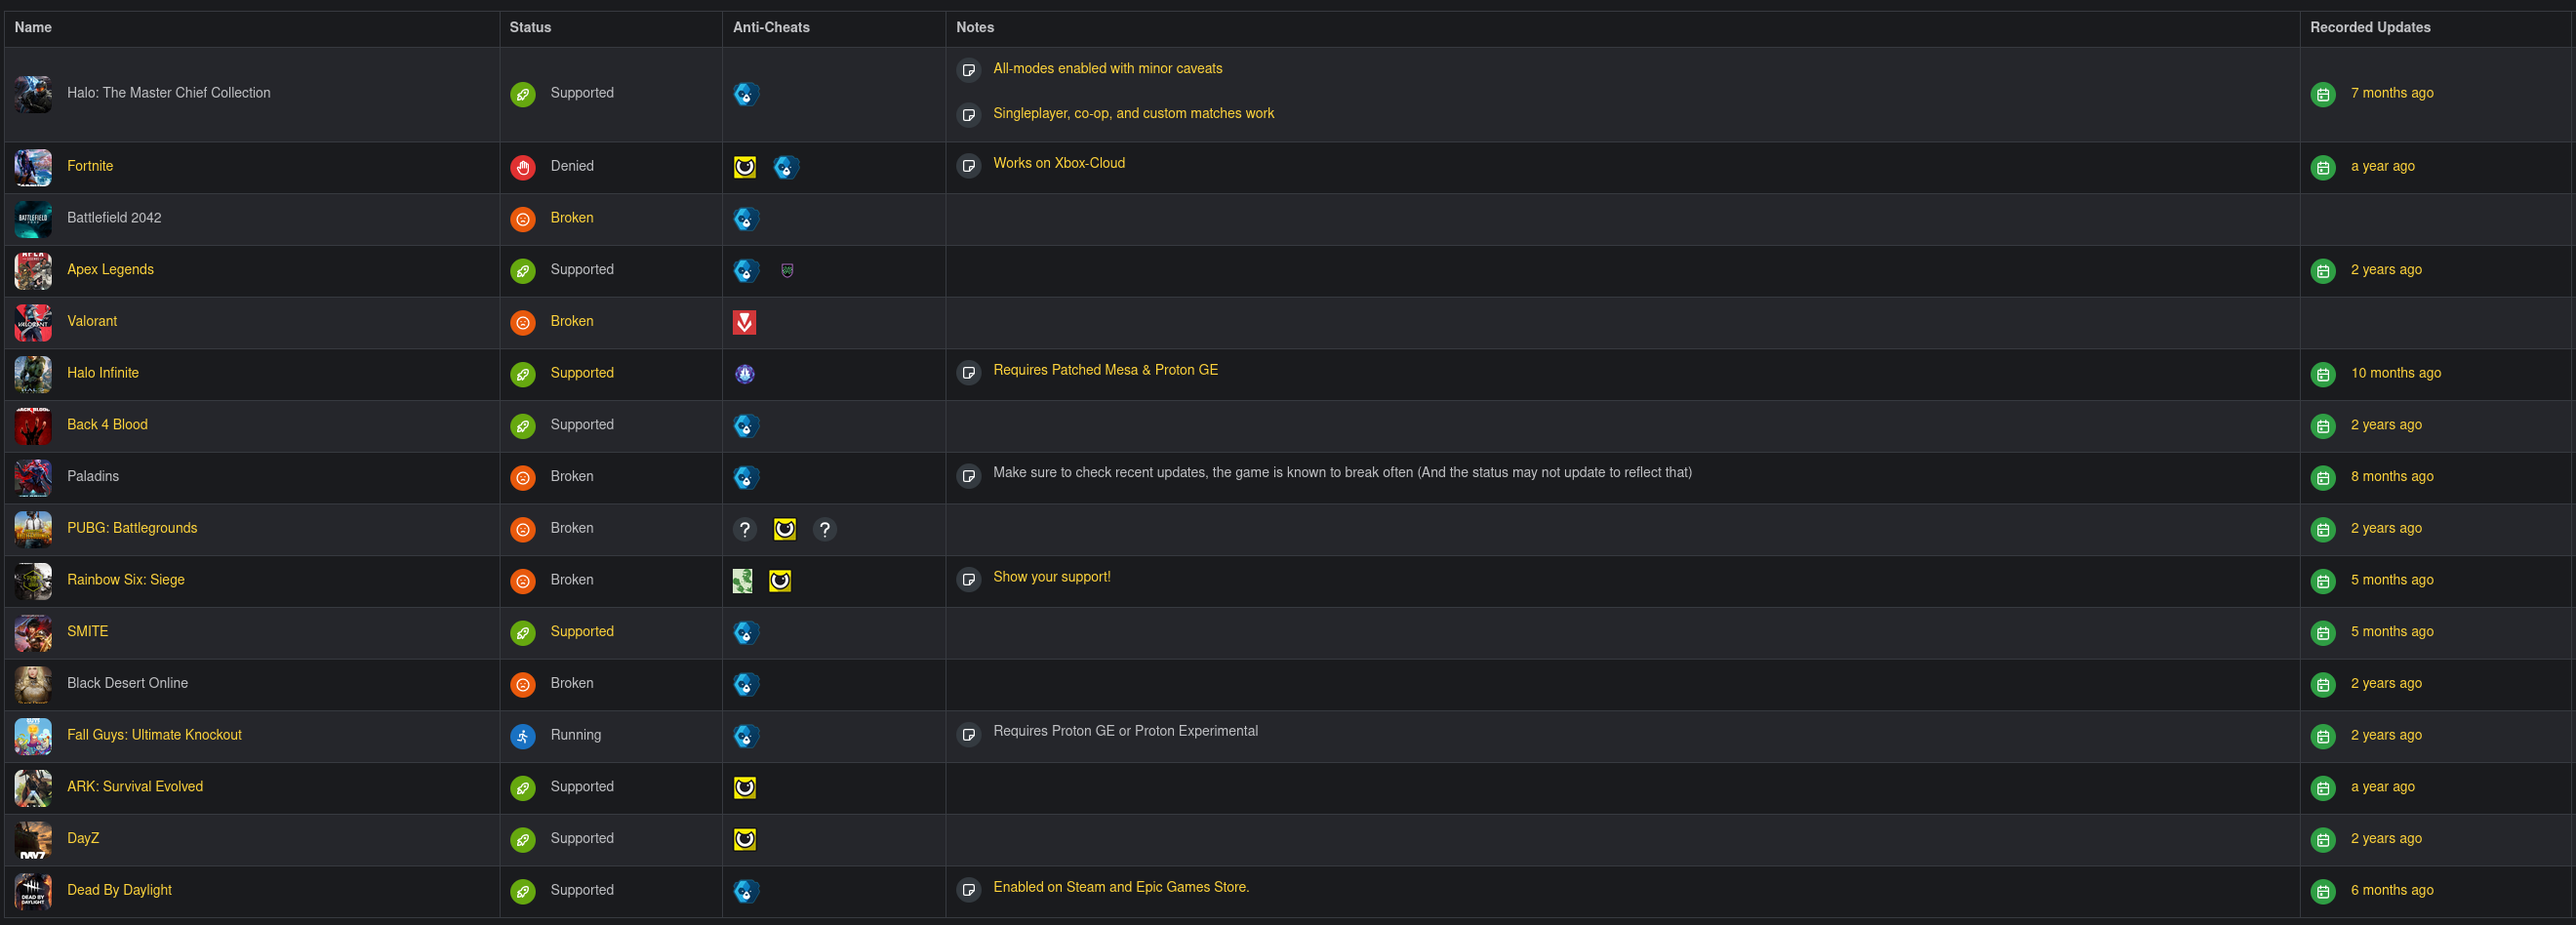 Name Status Anti-Cheats Notes Recorded Updates
All-modes enabled with minor caveats
Halo: The Master Chief Collection Supported 7 months ago
Singleplayer, co-op, and custom matches work
Fortnite Denied Works on Xbox-Cloud a year ago
BATTLEFIELD
Battlefield 2042 Broken
Apex Legends Supported 2 years ago
VALORANT
Valorant Broken
Halo Infinite Supported Requires Patched Mesa & Proton GE 10 months ago
Back 4 Blood Supported 2 years ago
Paladins Broken Make sure to check recent updates, the game is known to break often (And the status may not update to reflect that) 8 months ago
PUBG: Battlegrounds Broken ? ? 2 years ago
Rainbow Six: Siege Broken Show your support! 5 months ago
SMITE Supported 5 months ago
Black Desert Online Broken 2 years ago
Fall Guys: Ultimate Knockout Running Requires Proton GE or Proton Experimental 2 years ago
ARK: Survival Evolved Supported a year ago
DayZ Supported 2 years ago
Dead By Daylight Supported Enabled on Steam and Epic Games Store. 6 months ago
DEAD BY
DAYLIGHT